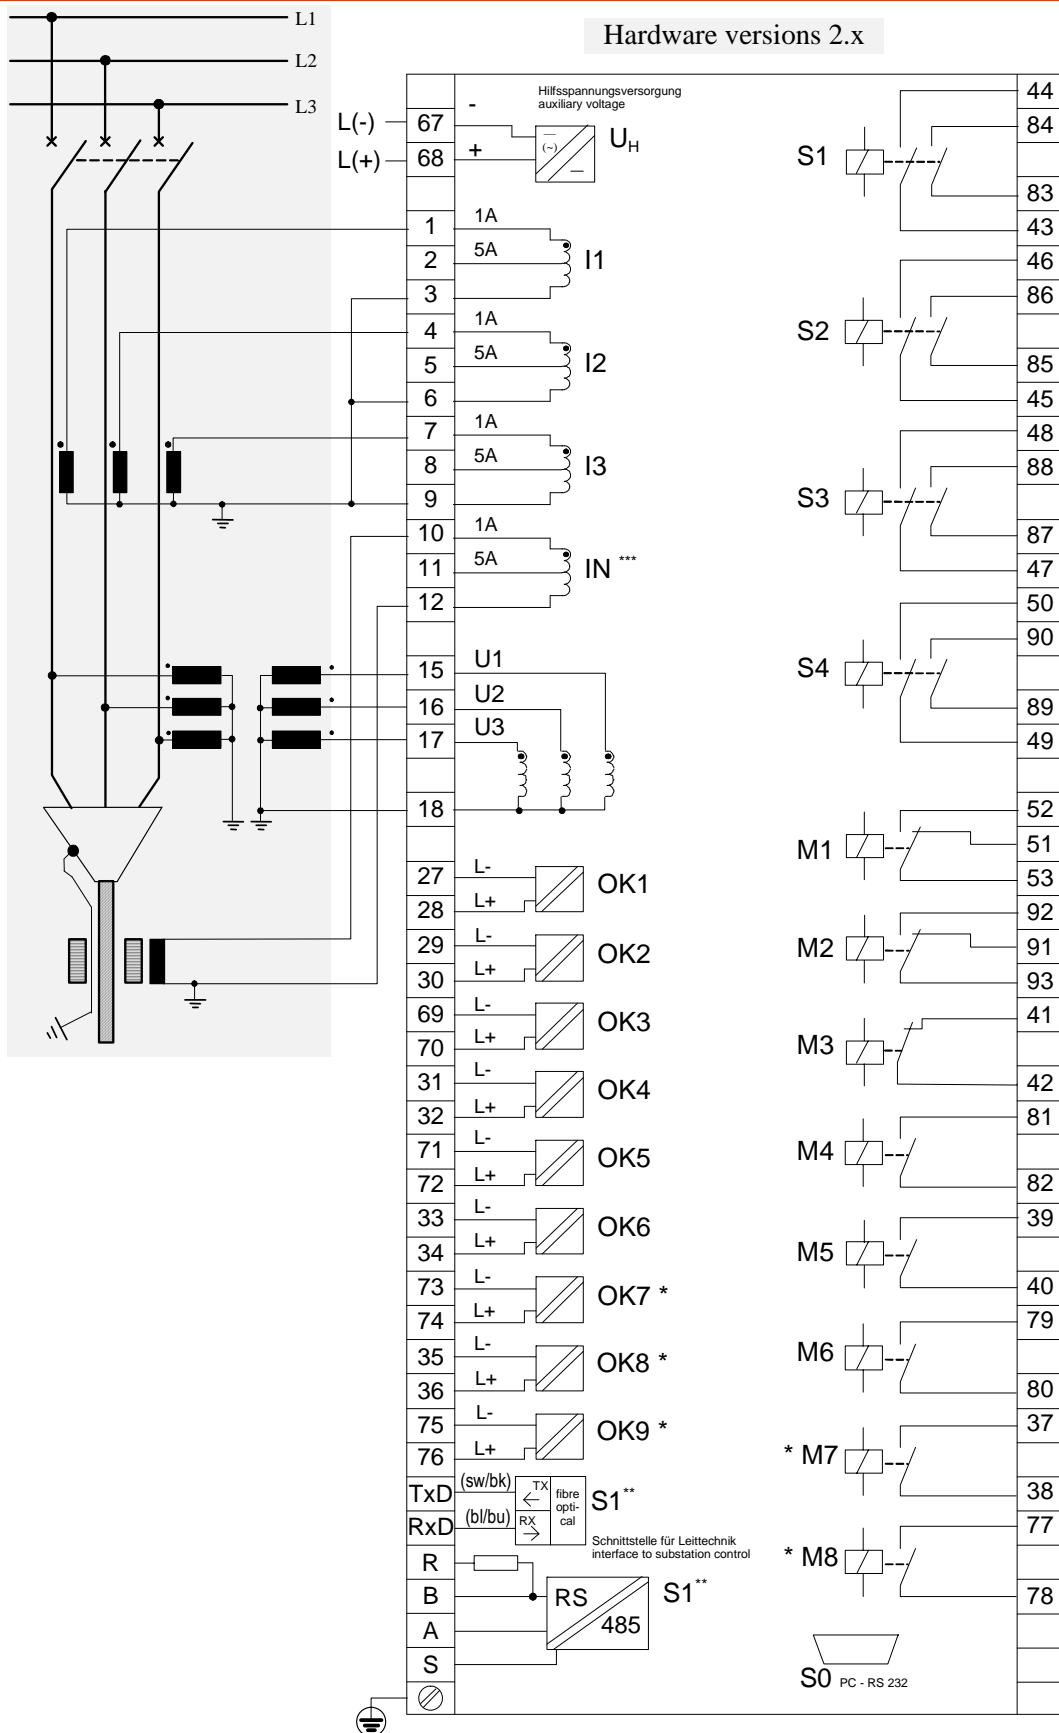 Hardware versions 2.x
L1
L2
L3
Hilfsspannungsversorgung
auxiliary voltage
L(-) 67 -
L(+) 68 +
(~)
UH
1 1A
2 5A I1
3
4 1A
5 5A I2
6
7 1A
8 5A I3
9
10 1A
11 5A IN ***
12
15 U1
16 U2
17 U3
18
27 L- OK1
28 L+
29 L- OK2
30 L+
69 L- OK3
70 L+
31 L- OK4
32 L+
71 L- OK5
72 L+
33 L- OK6
34 L+
73 L- OK7 *
74 L+
35 L- OK8 *
36 L+
75 L- OK9 *
76 L+
TxD (sw/bk) TX
RxD (bl/bu) RX
fibre
opti-
cal
S1**
Schnittstelle für Leittechnik
interface to substation control
R
B
A
S
RS
485
S1**
44
84
S1
83
43
46
86
S2
85
45
48
88
S3
87
47
50
90
S4
89
49
52
M1 51
53
92
M2 91
93
41
M3
42
81
M4
82
39
M5
40
79
M6
80
37
* M7
38
77
* M8
78
S0 PC - RS 232